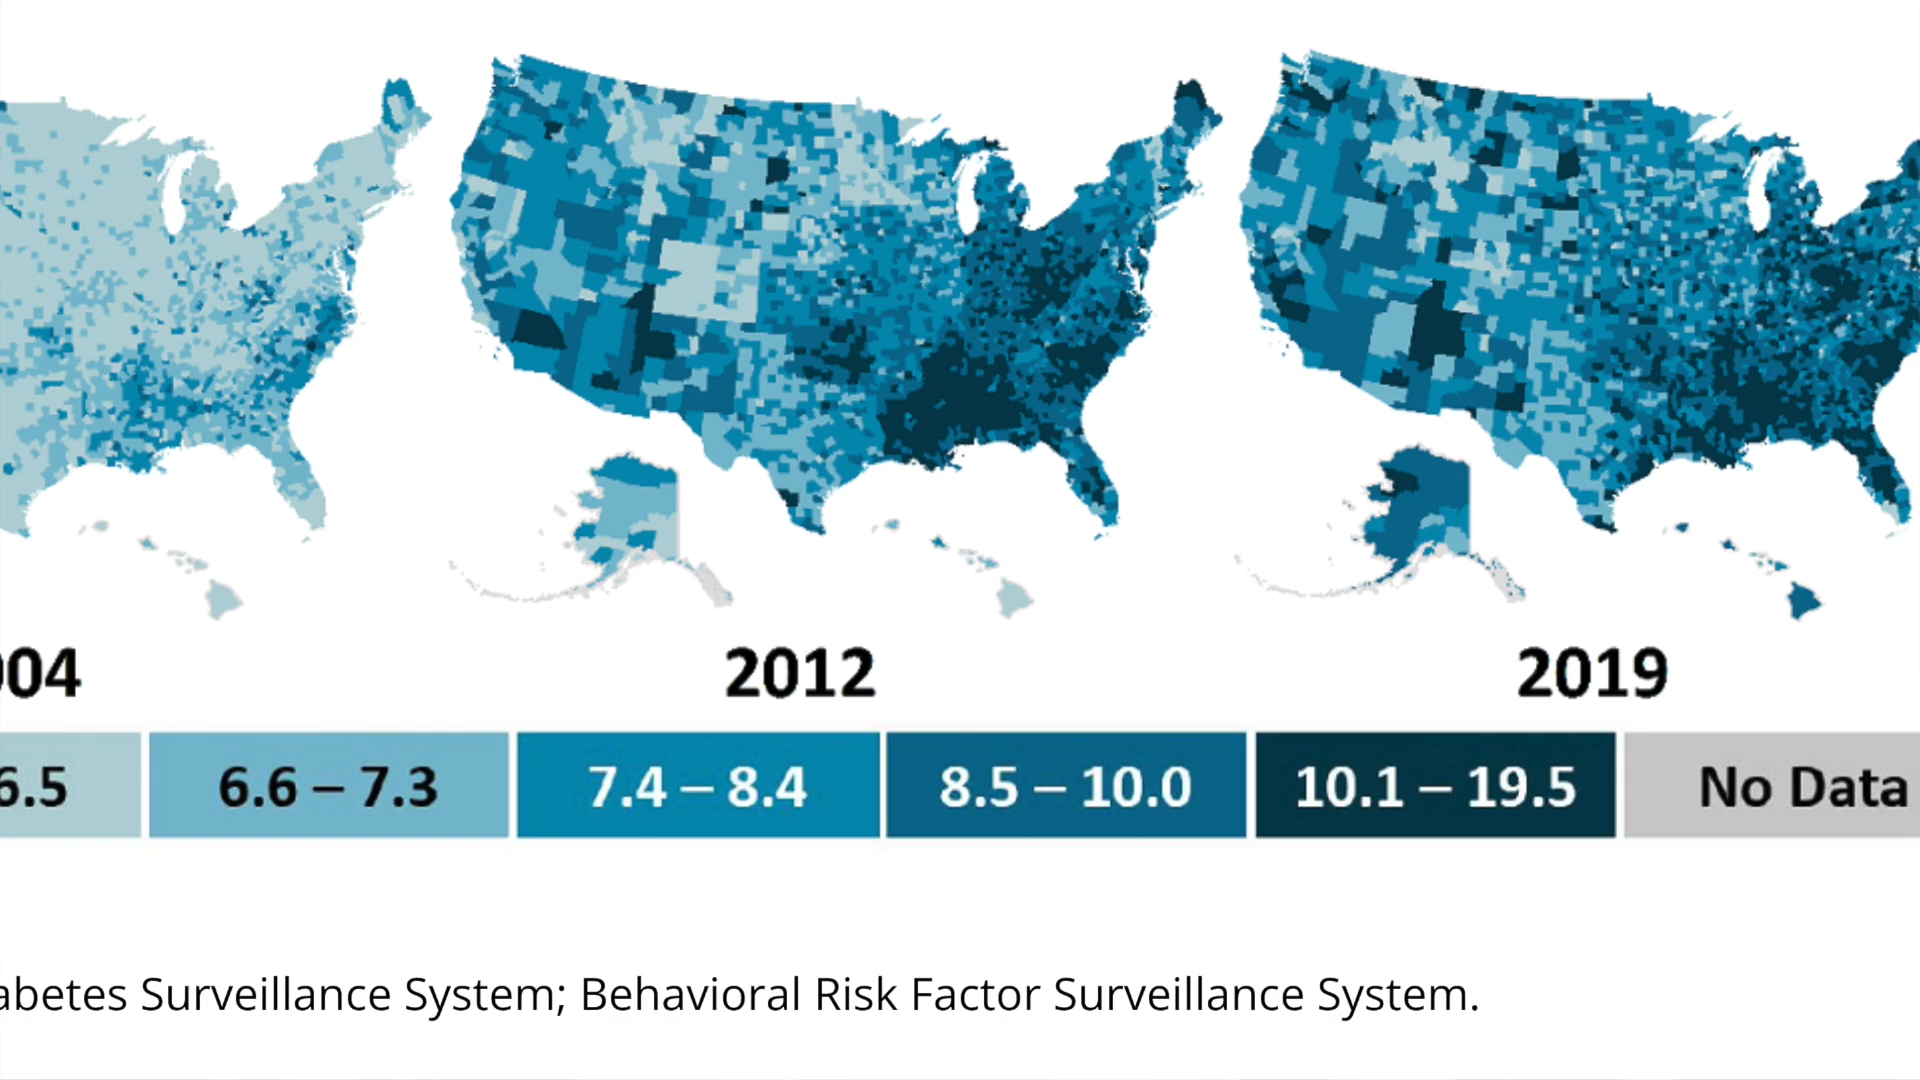 004 2012 2019
6.5 6.6 – 7.3 7.4 – 8.4 8.5 – 10.0 10.1 – 19.5 No Data
abetes Surveillance System; Behavioral Risk Factor Surveillance System.